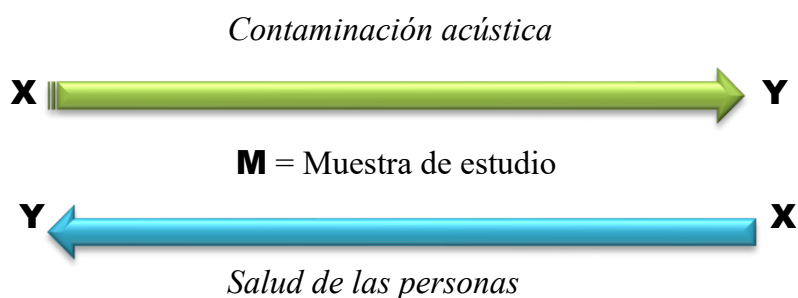 Contaminación acústica
X Y
M = Muestra de estudio
Y X
Salud de las personas